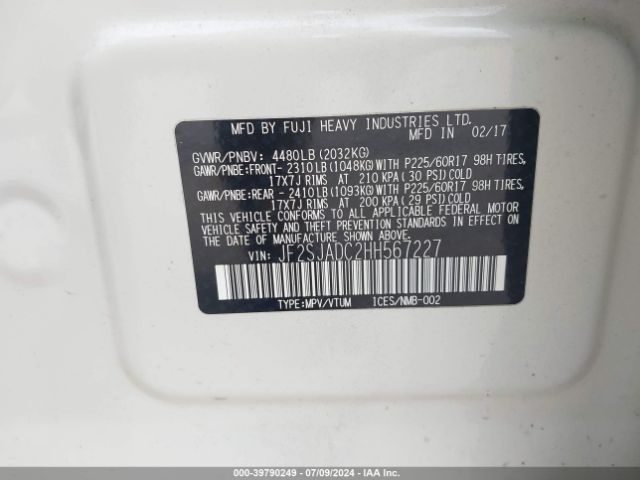 MFD BY FUJI HEAVY INDUSTRIES LTD.
MFD IN 02/17
GVWR/PNBV: 4480LB(2032KG)
GAWR/PNBE:FRONT- 2310LB(1048KG)WITH P225/60R17 98H TIRES,
17X7J RIMS AT 210 KPA(30 PSI)COLD
GAWR/PNBE:REAR - 2410LB(1093KG)WITH P225/60R17 98H TIRES,
17X7J RIMS AT 200 KPA(29 PSI)COLD
THIS VEHICLE CONFORMS TO ALL APPLICABLE FEDERAL MOTOR
VEHICLE SAFETY, BUMPER, AND THEFT PREVENTION STANDARDS
IN EFFECT ON THE DATE OF MANUFACTURE SHOWN ABOVE.
VIN: JF2SJADC2HH567227
TYPE:MPV/VTUM ICES/NMB-002
000-39790249 - 07/09/2024 - IAA Inc.